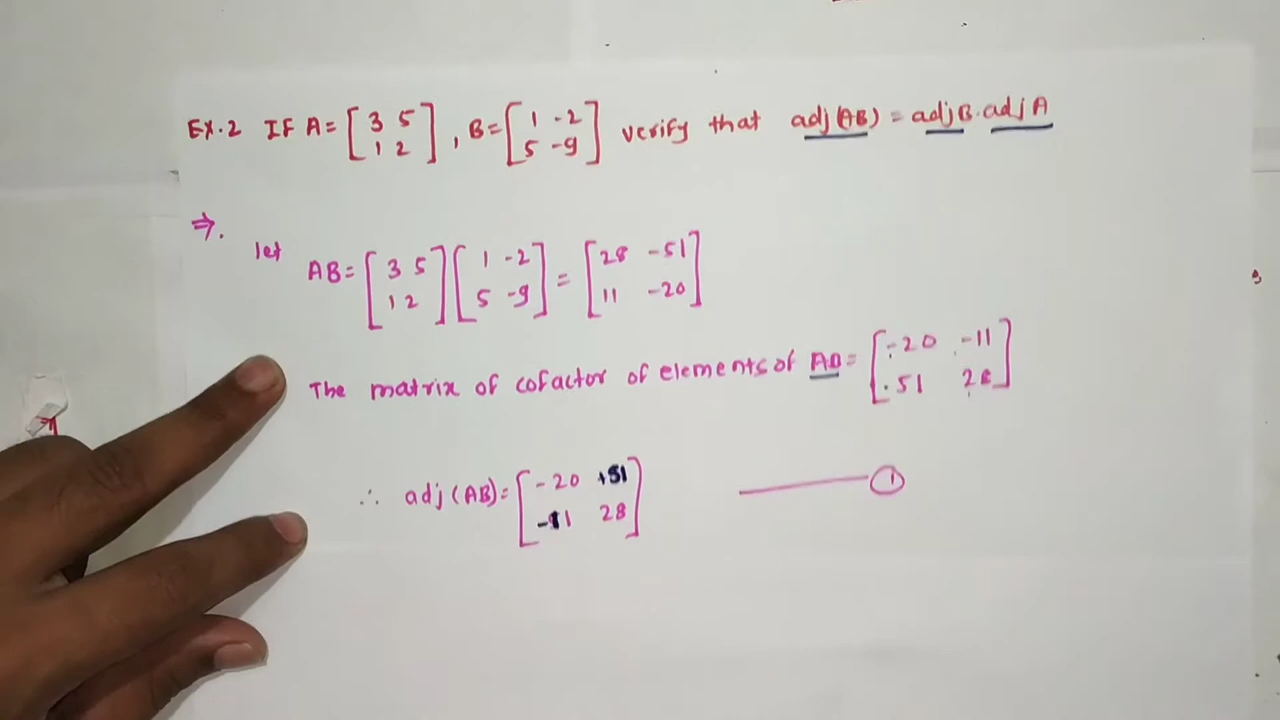 Ex.2 IF A = [3 5 1 2], B = [1 -2 5 -9] verify that adj(AB) = adjB.adjA
⇒. let AB = [3 5 1 2] [1 -2 5 -9] = [28 -51 11 -20]
The matrix of cofactor of elements of AB = [-20 -11 51 28]
∴ adj(AB) = [-20 +51 -11 28] ——— ①